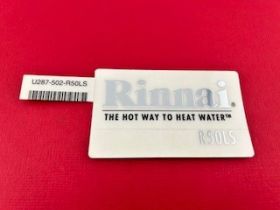 U287-502-R50LS
Rinnai®
THE HOT WAY TO HEAT WATER™
R50LS